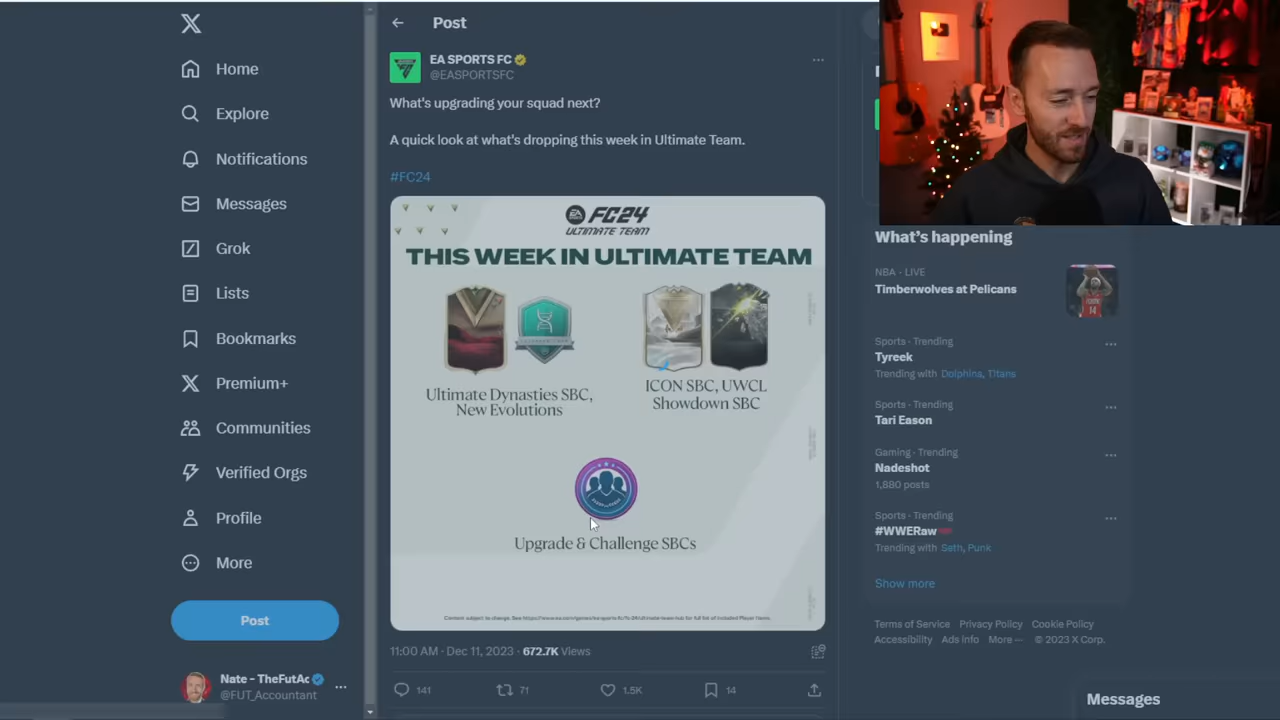 Post
EA SPORTS FC
@EASPORTSFC
What's upgrading your squad next?
A quick look at what's dropping this week in Ultimate Team.
#FC24
EA SPORTS FC24
ULTIMATE TEAM
THIS WEEK IN ULTIMATE TEAM
Ultimate Dynasties SBC,
New Evolutions
ICON SBC, UWCL
Showdown SBC
Upgrade & Challenge SBCs
11:00 AM · Dec 11, 2023 · 672.7K Views
141
71
1.5K
14
Home
Explore
Notifications
Messages
Grok
Lists
Bookmarks
Premium+
Communities
Verified Orgs
Profile
More
Post
Nate - TheFutAc
@FUT_Accountant
What's happening
NBA · LIVE
Timberwolves at Pelicans
Sports · Trending
Tyreek
Trending with Dolphins, Titans
Sports · Trending
Tari Eason
Gaming · Trending
Nadeshot
1,880 posts
Sports · Trending
#WWERaw
Trending with Seth, Punk
Show more
Terms of Service Privacy Policy Cookie Policy
Accessibility Ads info More ··· © 2023 X Corp.
Messages